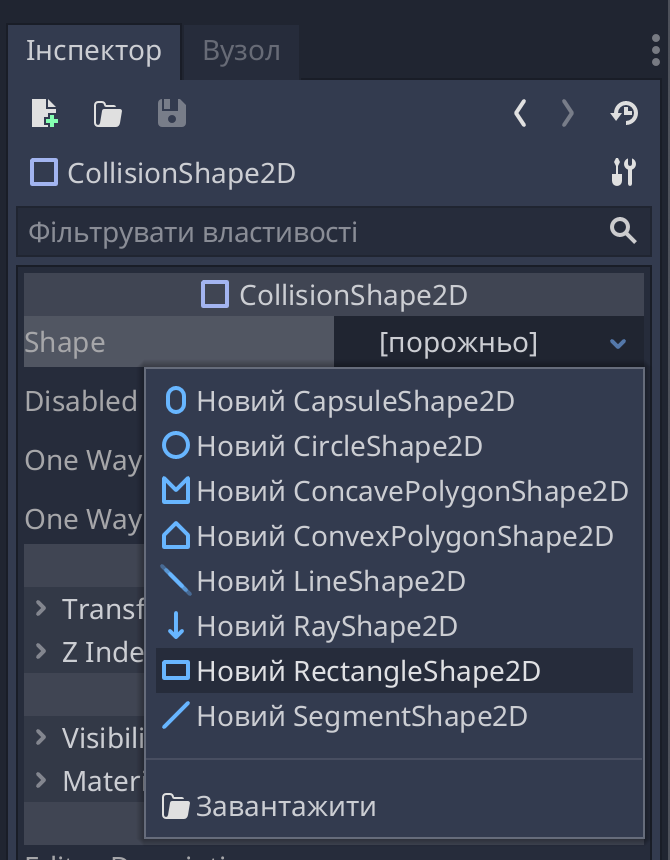 Інспектор Вузол
CollisionShape2D
Фільтрувати властивості
CollisionShape2D
Shape [порожньо]
Disabled
One Way
One Way
Новий CapsuleShape2D
Новий CircleShape2D
Новий ConcavePolygonShape2D
Новий ConvexPolygonShape2D
Новий LineShape2D
Новий RayShape2D
Новий RectangleShape2D
Новий SegmentShape2D
Завантажити
Transf
Z Inde
Visibili
Materi